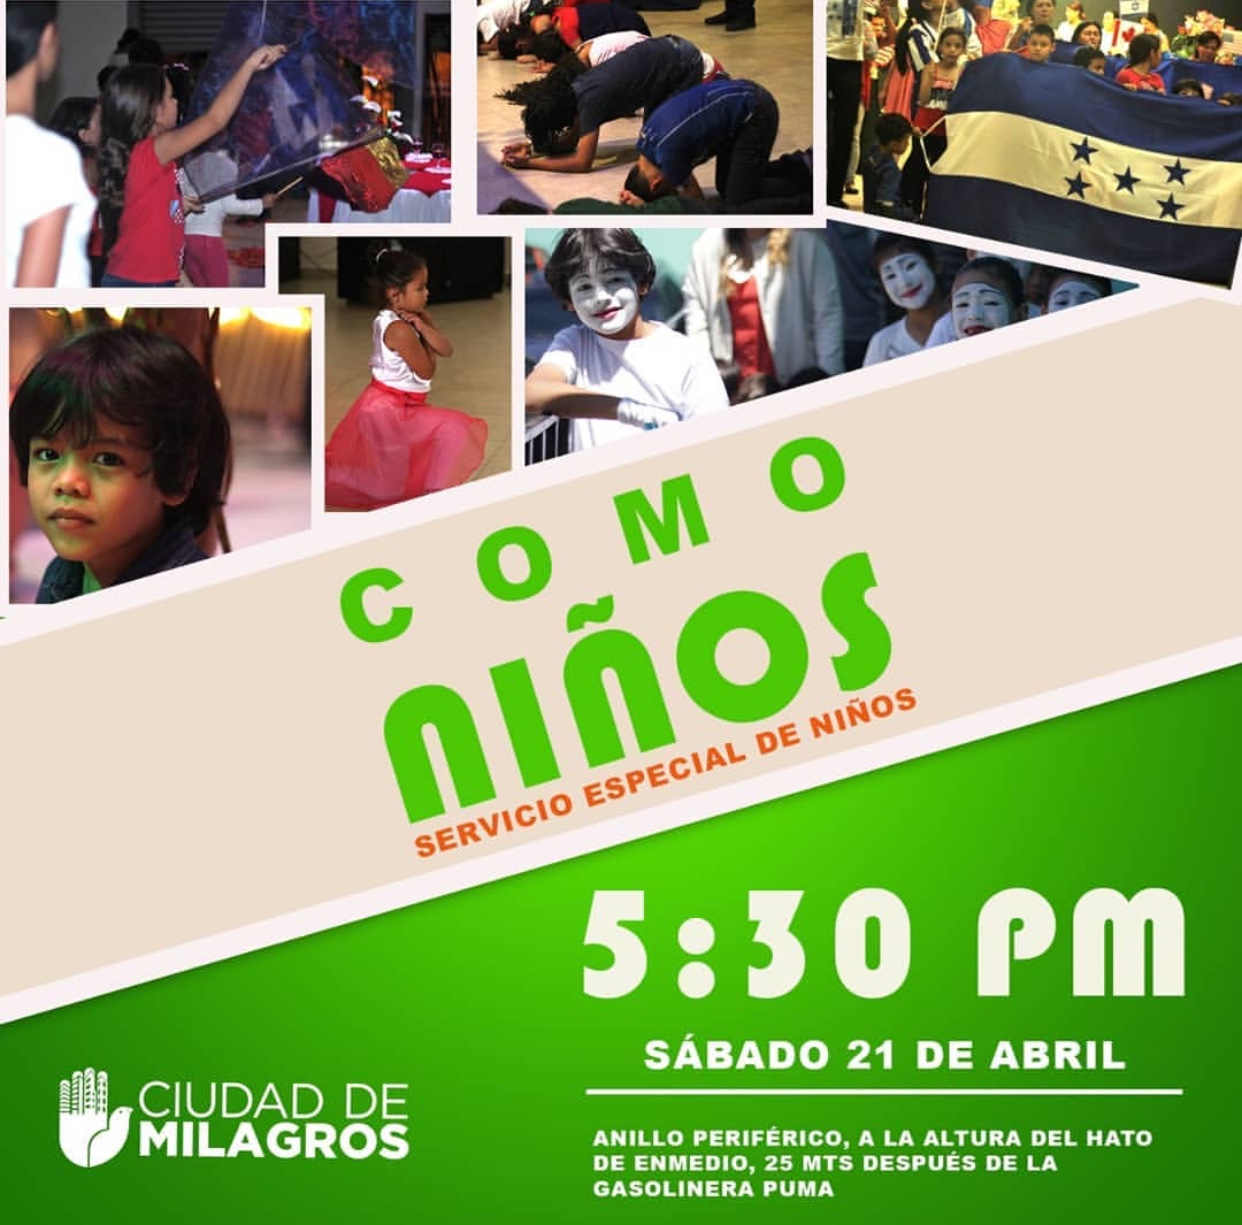 COMO
NIÑOS
SERVICIO ESPECIAL DE NIÑOS
5:30 PM
SÁBADO 21 DE ABRIL
CIUDAD DE
MILAGROS
ANILLO PERIFÉRICO, A LA ALTURA DEL HATO
DE ENMEDIO, 25 MTS DESPUÉS DE LA
GASOLINERA PUMA